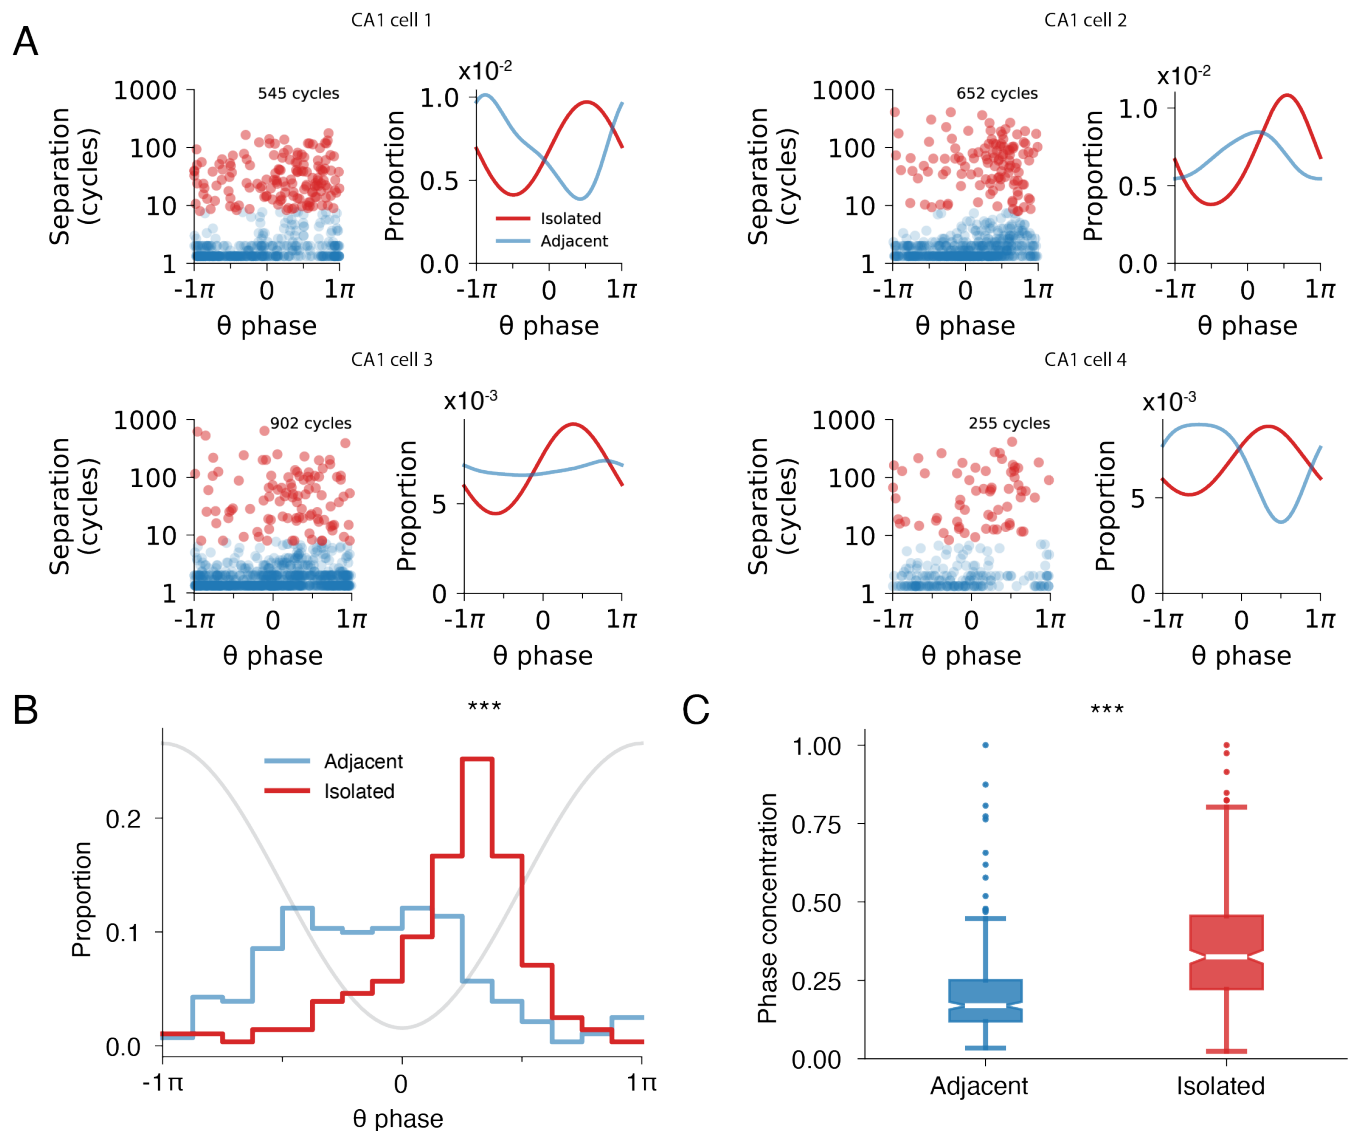 A
CA1 cell 1
Separation
(cycles)
1000
100
10
1
545 cycles
-1π 0 1π
θ phase
x10-2
Proportion
1.0
0.5
0.0
Isolated
Adjacent
-1π 0 1π
θ phase
CA1 cell 2
Separation
(cycles)
1000
100
10
1
652 cycles
-1π 0 1π
θ phase
x10-2
Proportion
1.0
0.5
0.0
-1π 0 1π
θ phase
CA1 cell 3
Separation
(cycles)
1000
100
10
1
902 cycles
-1π 0 1π
θ phase
x10-3
Proportion
5
0
-1π 0 1π
θ phase
CA1 cell 4
Separation
(cycles)
1000
100
10
1
255 cycles
-1π 0 1π
θ phase
x10-3
Proportion
5
0
-1π 0 1π
θ phase
B
***
Adjacent
Isolated
Proportion
0.2
0.1
0.0
-1π 0 1π
θ phase
C
***
Phase concentration
1.00
0.75
0.50
0.25
0.00
Adjacent Isolated